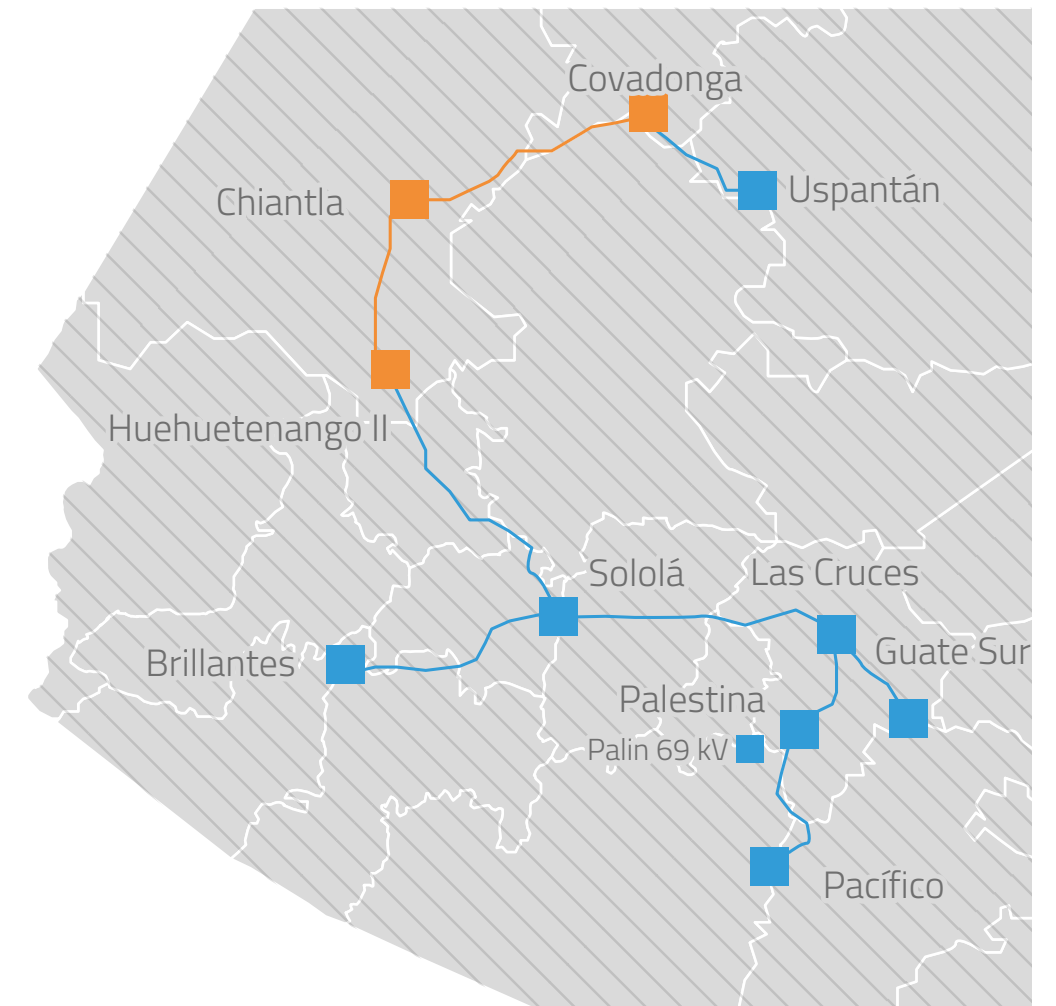 Covadonga
Uspantán
Chiantla
Huehuetenango II
Sololá
Las Cruces
Guate Sur
Brillantes
Palestina
Palin 69 kV
Pacífico